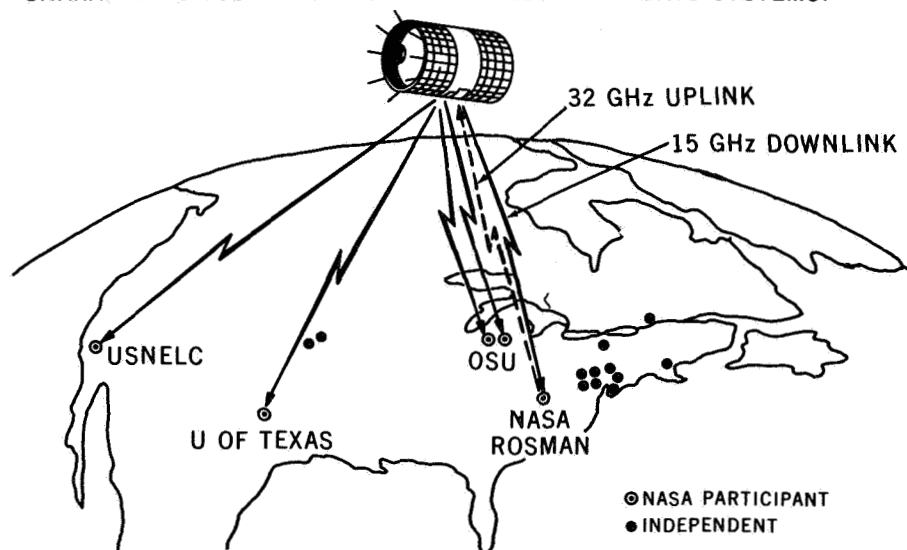 32 GHz UPLINK
15 GHz DOWNLINK
USNELC
OSU
U OF TEXAS
NASA
ROSMAN
NASA PARTICIPANT
INDEPENDENT